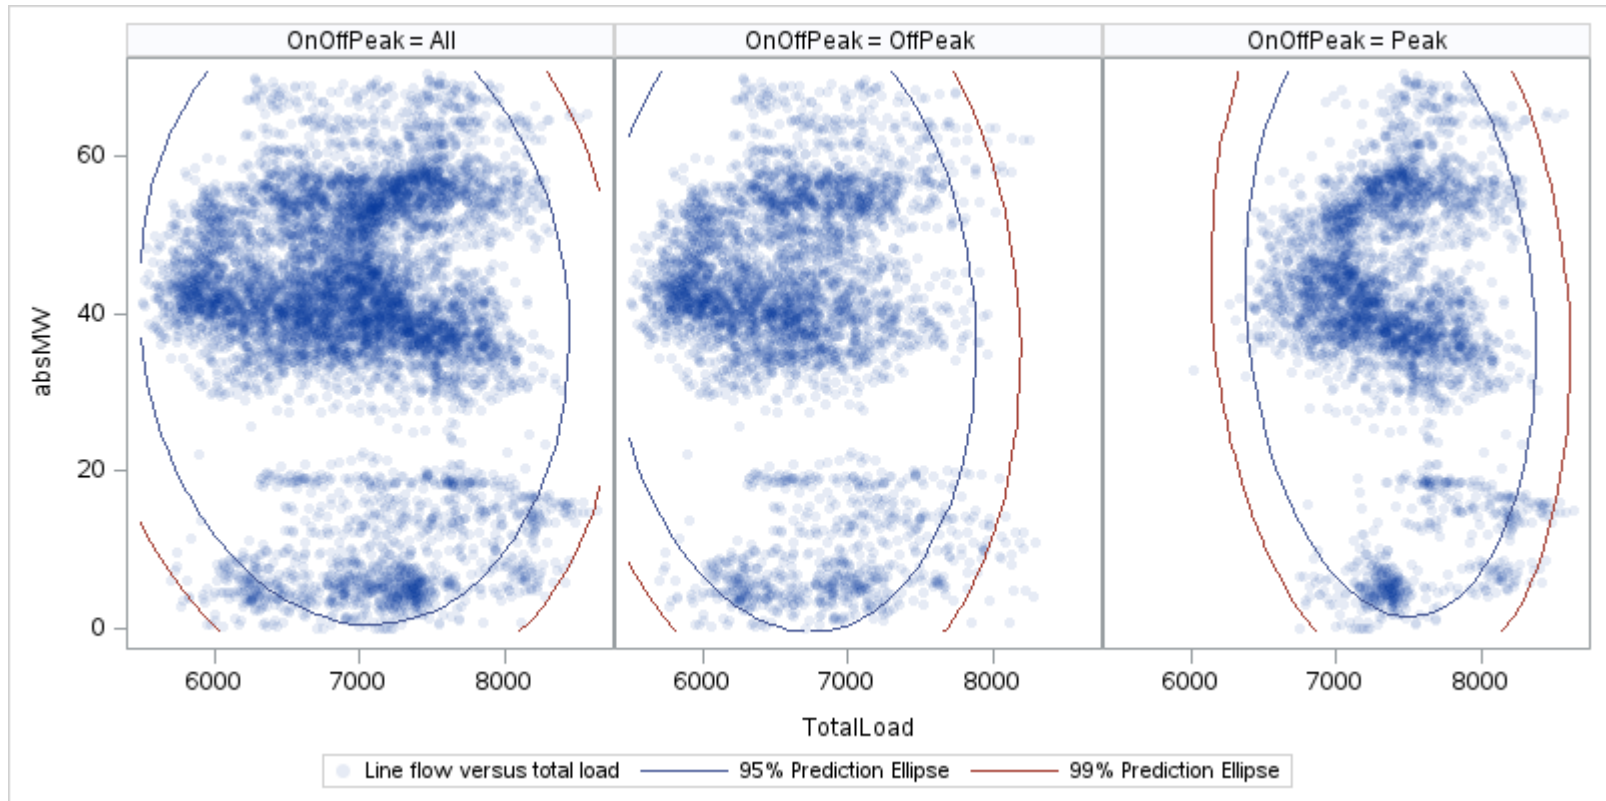 OnOffPeak = All OnOffPeak = OffPeak OnOffPeak = Peak
60
40
20
0
absMW
6000 7000 8000 6000 7000 8000 6000 7000 8000
TotalLoad
Line flow versus total load 95% Prediction Ellipse 99% Prediction Ellipse